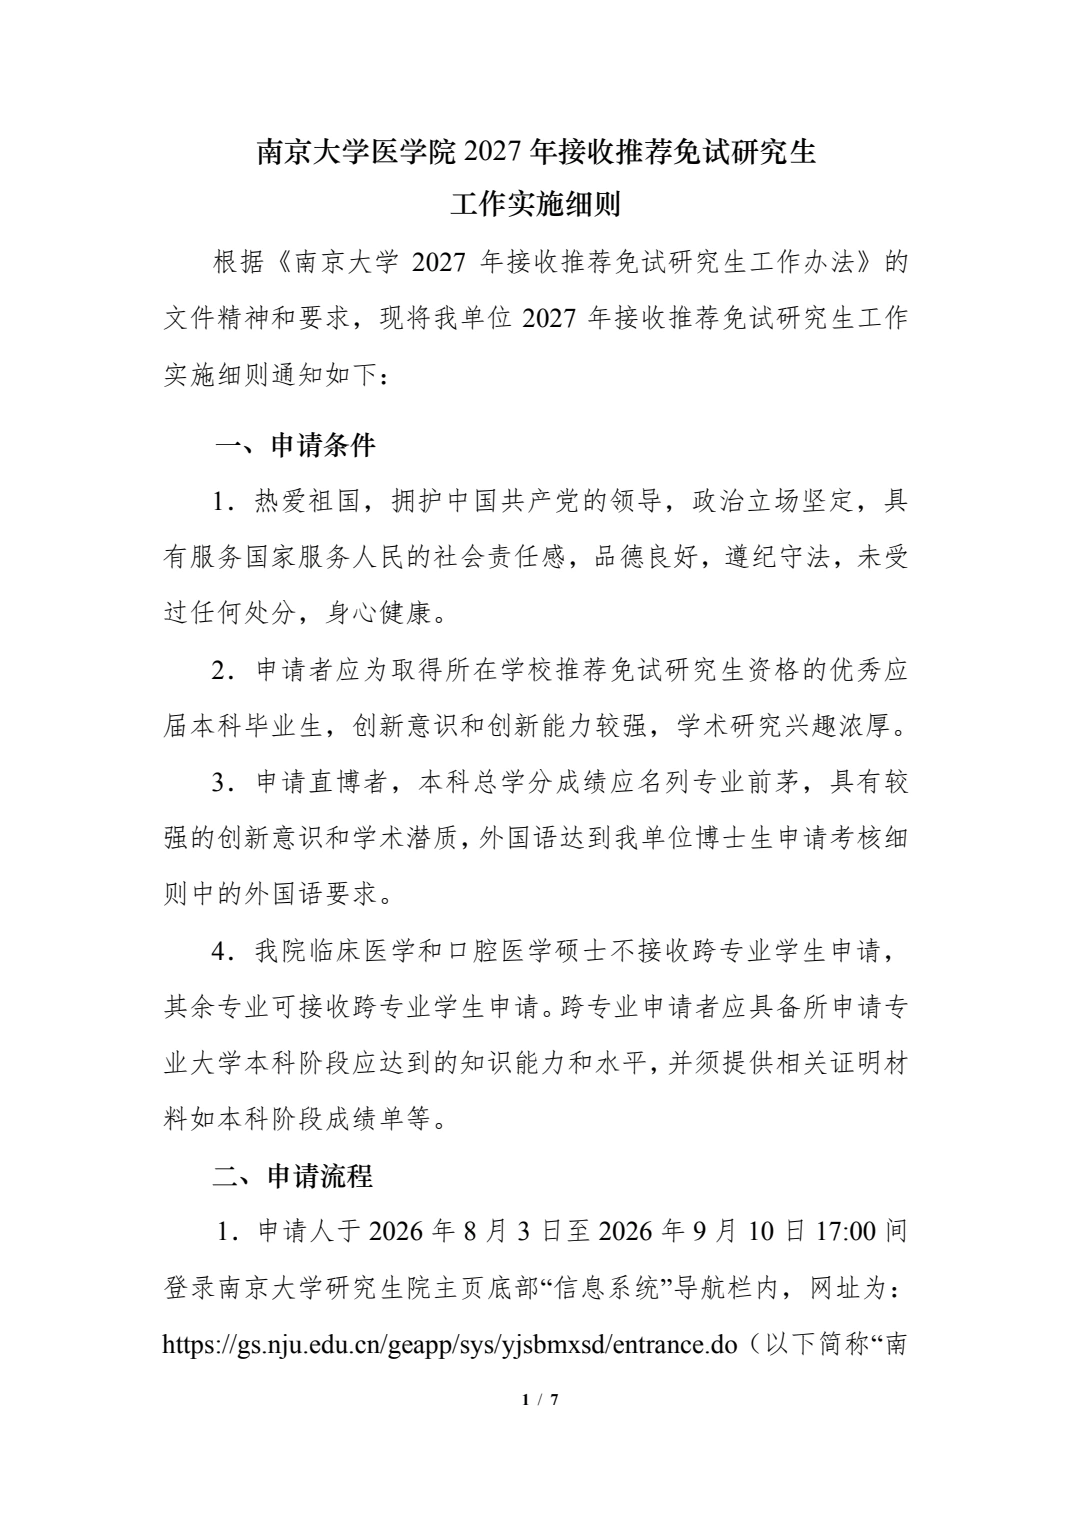 南京大学医学院 2027 年接收推荐免试研究生
工作实施细则
根据《南京大学 2027 年接收推荐免试研究生工作办法》的
文件精神和要求，现将我单位 2027 年接收推荐免试研究生工作
实施细则通知如下：
一、申请条件
1．热爱祖国，拥护中国共产党的领导，政治立场坚定，具
有服务国家服务人民的社会责任感，品德良好，遵纪守法，未受
过任何处分，身心健康。
2．申请者应为取得所在学校推荐免试研究生资格的优秀应
届本科毕业生，创新意识和创新能力较强，学术研究兴趣浓厚。
3．申请直博者，本科总学分成绩应名列专业前茅，具有较
强的创新意识和学术潜质，外国语达到我单位博士生申请考核细
则中的外国语要求。
4．我院临床医学和口腔医学硕士不接收跨专业学生申请，
其余专业可接收跨专业学生申请。跨专业申请者应具备所申请专
业大学本科阶段应达到的知识能力和水平，并须提供相关证明材
料如本科阶段成绩单等。
二、申请流程
1．申请人于 2026 年 8 月 3 日至 2026 年 9 月 10 日 17:00 间
登录南京大学研究生院主页底部“信息系统”导航栏内，网址为：
https://gs.nju.edu.cn/geapp/sys/yjsbmxsd/entrance.do（以下简称“南
1 / 7